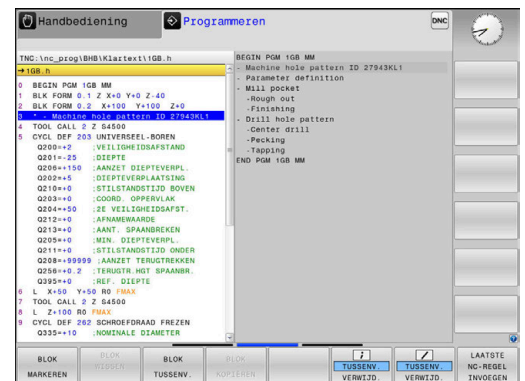 Handbediening
Programmeren
DNC
TNC:\nc_prog\BHB\Klartext\1GB.h
→1GB.h
0 BEGIN PGM 1GB MM
1 BLK FORM 0.1 Z X+0 Y+0 Z-40
2 BLK FORM 0.2 X+100 Y+100 Z+0
3 * - Machine hole pattern ID 27943KL1
4 TOOL CALL 2 Z S4500
5 CYCL DEF 203 UNIVERSEEL-BOREN
Q200=+2 ;VEILIGHEIDSAFSTAND
Q201=-25 ;DIEPTE
Q206=+150 ;AANZET DIEPTEVERPL.
Q202=+5 ;DIEPTEVERPLAATSING
Q210=+0 ;STILSTANDSTIJD BOVEN
Q203=+0 ;COORD. OPPERVLAK
Q204=+50 ;2E VEILIGHEIDSAFST.
Q212=+0 ;AFNAMEWAARDE
Q213=+0 ;AANT. SPAANBREKEN
Q205=+0 ;MIN. DIEPTEVERPL.
Q211=+0 ;STILSTANDSTIJD ONDER
Q208=+99999 ;AANZET TERUGTREKKEN
Q256=+0.2 ;TERUGTR.HGT SPAANBR.
Q395=+0 ;REF. DIEPTE
6 L X+50 Y+50 R0 FMAX
7 TOOL CALL 2 Z S4500
8 L Z+100 R0 FMAX
9 CYCL DEF 262 SCHROEFDRAAD FREZEN
Q335=+10 ;NOMINALE DIAMETER
BEGIN PGM 1GB MM
- Machine hole pattern ID 27943KL1
- Parameter definition
- Mill pocket
-Rough out
-Finishing
- Drill hole pattern
-Center drill
-Pecking
-Tapping
END PGM 1GB MM
BLOK MARKEREN
BLOK WISSEN
BLOK TUSSENV.
BLOK KOPIEREN
; TUSSENV. VERWIJD.
/ TUSSENV. VERWIJD.
LAATSTE NC-REGEL INVOEGEN